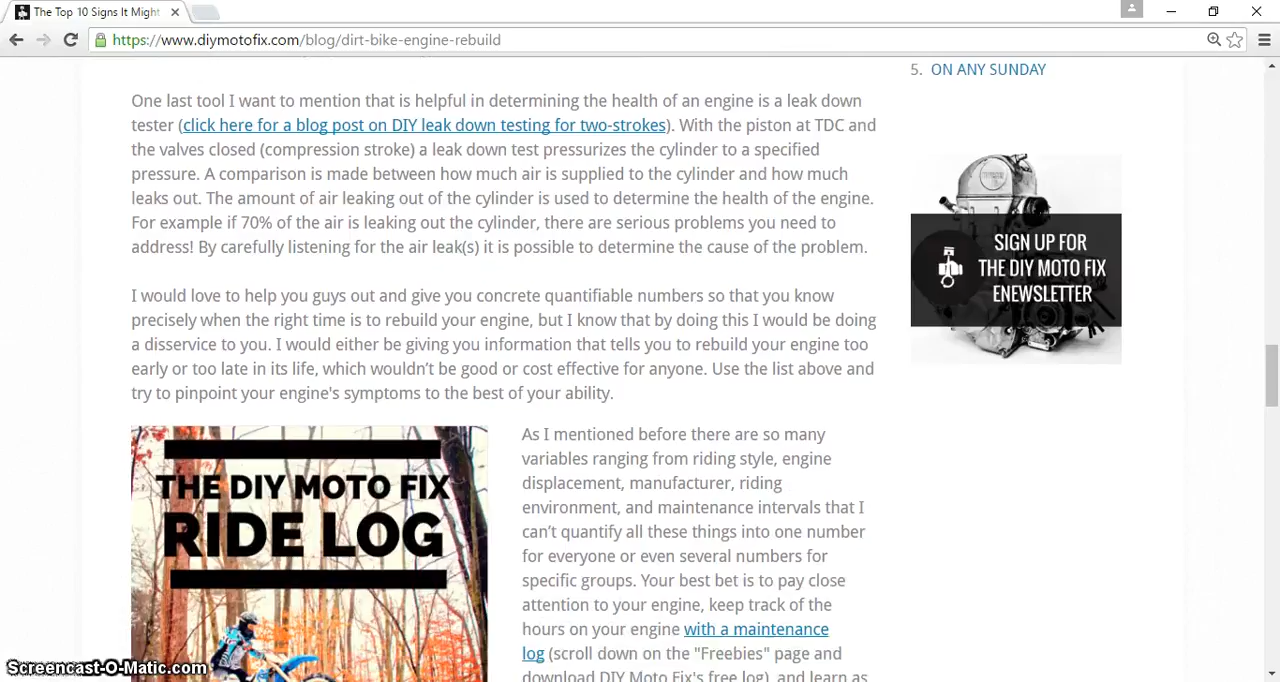 The Top 10 Signs It Might
https://www.diymotofix.com/blog/dirt-bike-engine-rebuild
5. ON ANY SUNDAY
One last tool I want to mention that is helpful in determining the health of an engine is a leak down
tester (click here for a blog post on DIY leak down testing for two-strokes). With the piston at TDC and
the valves closed (compression stroke) a leak down test pressurizes the cylinder to a specified
pressure. A comparison is made between how much air is supplied to the cylinder and how much
leaks out. The amount of air leaking out of the cylinder is used to determine the health of the engine.
For example if 70% of the air is leaking out the cylinder, there are serious problems you need to
address! By carefully listening for the air leak(s) it is possible to determine the cause of the problem.
SIGN UP FOR
THE DIY MOTO FIX
ENEWSLETTER
I would love to help you guys out and give you concrete quantifiable numbers so that you know
precisely when the right time is to rebuild your engine, but I know that by doing this I would be doing
a disservice to you. I would either be giving you information that tells you to rebuild your engine too
early or too late in its life, which wouldn't be good or cost effective for anyone. Use the list above and
try to pinpoint your engine's symptoms to the best of your ability.
THE DIY MOTO FIX
RIDE LOG
As I mentioned before there are so many
variables ranging from riding style, engine
displacement, manufacturer, riding
environment, and maintenance intervals that I
can't quantify all these things into one number
for everyone or even several numbers for
specific groups. Your best bet is to pay close
attention to your engine, keep track of the
hours on your engine with a maintenance
log (scroll down on the "Freebies" page and
download DIY Moto Fix's free log), and learn as
Screencast-O-Matic.com